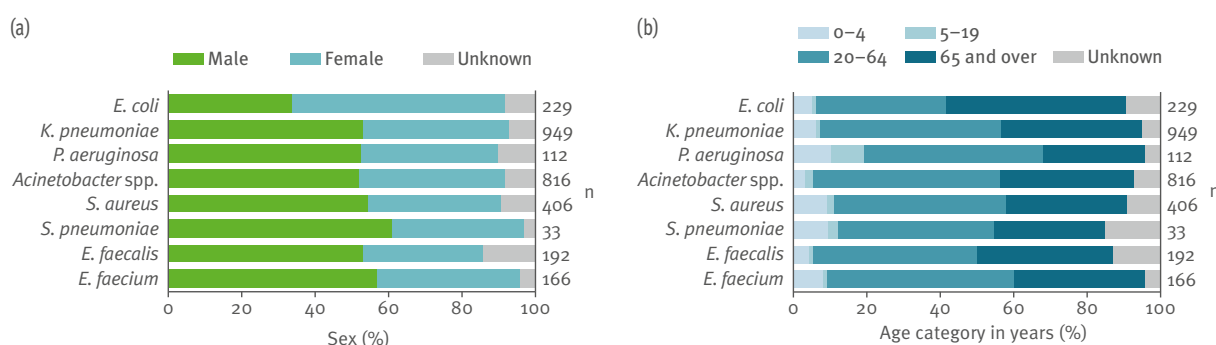 (a)
Male Female Unknown
E. coli 229
K. pneumoniae 949
P. aeruginosa 112
Acinetobacter spp. 816
n
S. aureus 406
S. pneumoniae 33
E. faecalis 192
E. faecium 166
0 20 40 60 80 100
Sex (%)
(b)
0–4 5–19
20–64 65 and over Unknown
E. coli 229
K. pneumoniae 949
P. aeruginosa 112
Acinetobacter spp. 816
n
S. aureus 406
S. pneumoniae 33
E. faecalis 192
E. faecium 166
0 20 40 60 80 100
Age category in years (%)